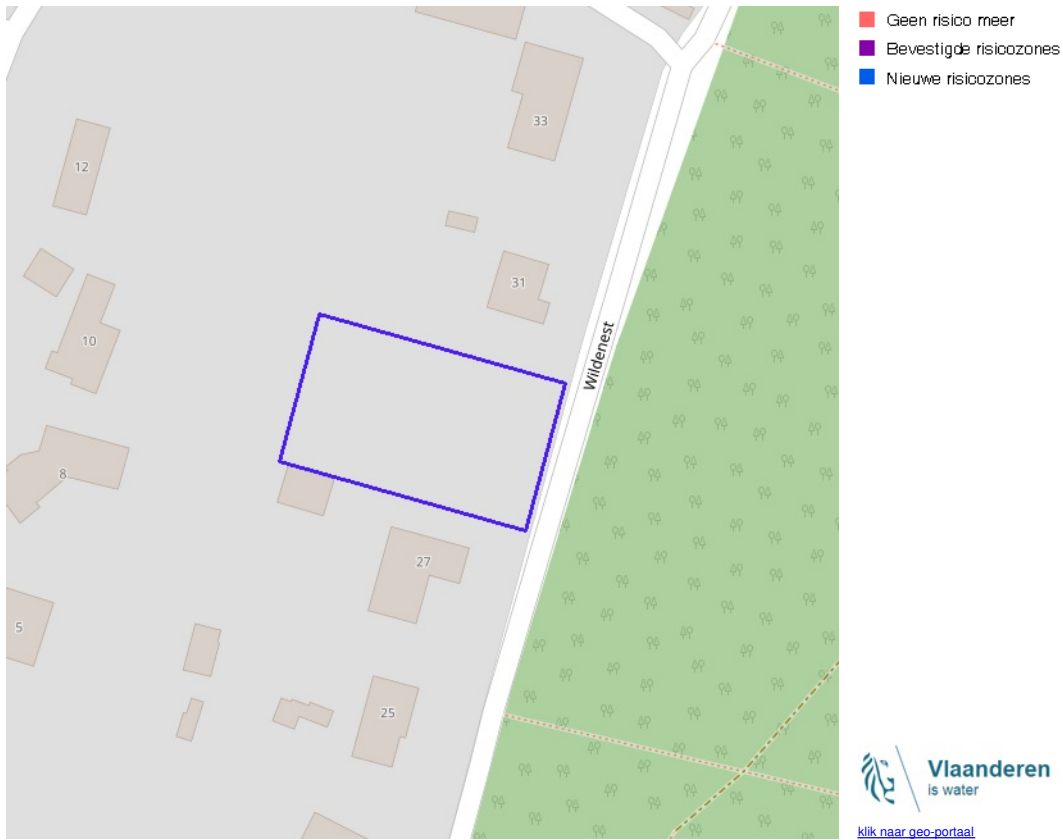 Geen risico meer
Bevestigde risicozones
Nieuwe risicozones
33
12
31
10
Wildenest
8
27
5
25
Vlaanderen
is water
klik naar geo-portaal